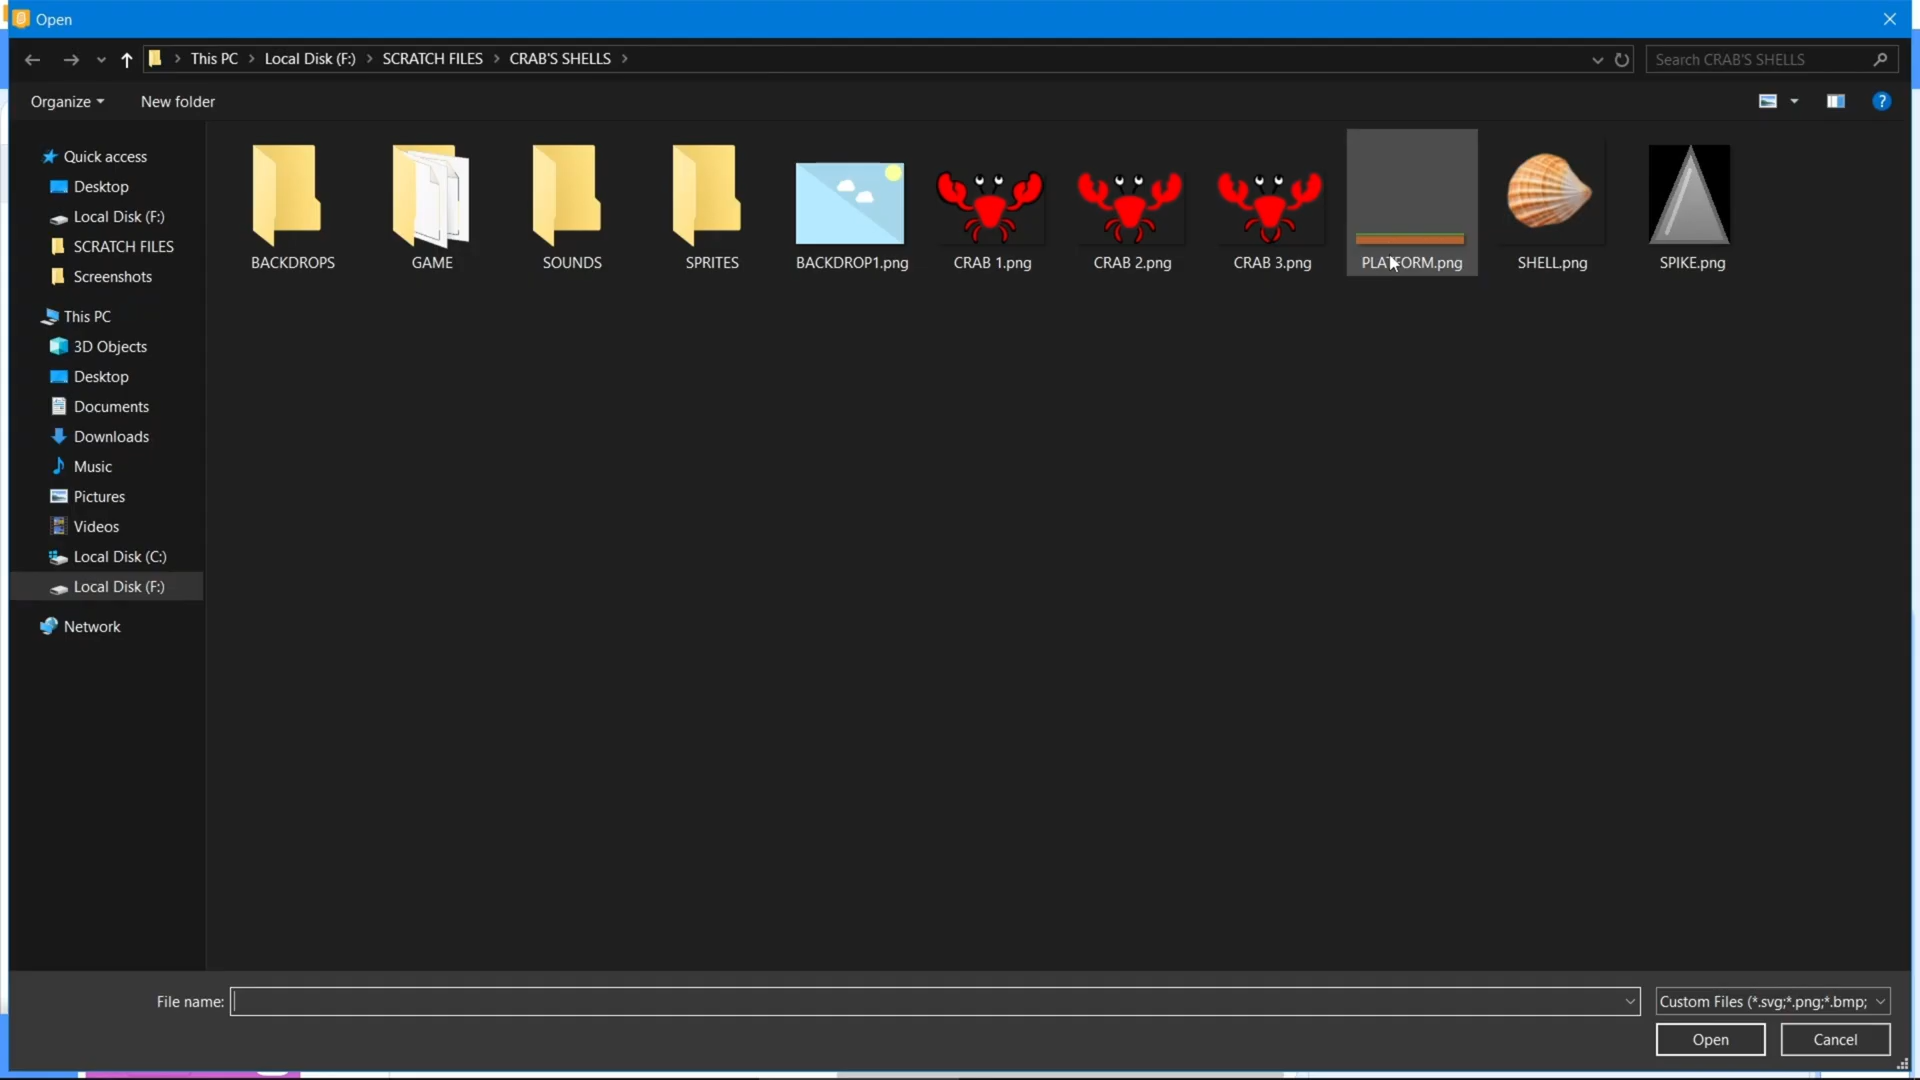 Open
This PC
Local Disk (F:)
SCRATCH FILES
CRAB'S SHELLS
Search CRAB'S SHELLS
Organize
New folder
Quick access
Desktop
Local Disk (F:)
SCRATCH FILES
Screenshots
This PC
3D Objects
Desktop
Documents
Downloads
Music
Pictures
Videos
Local Disk (C:)
Local Disk (F:)
Network
BACKDROPS
GAME
SOUNDS
SPRITES
BACKDROP1.png
CRAB 1.png
CRAB 2.png
CRAB 3.png
PLATFORM.png
SHELL.png
SPIKE.png
File name:
Custom Files (*.svg;*.png;*.bmp;
Open
Cancel